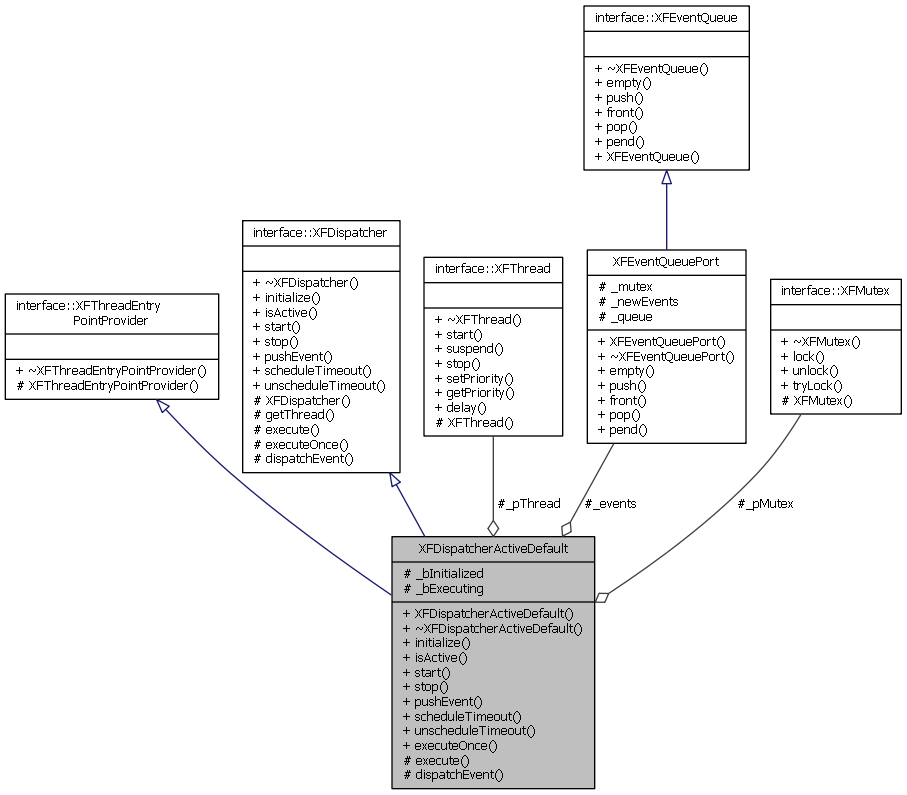 interface::XFEventQueue
+ ~XFEventQueue()
+ empty()
+ push()
+ front()
+ pop()
+ pend()
+ XFEventQueue()
interface::XFThreadEntry
PointProvider
+ ~XFThreadEntryPointProvider()
# XFThreadEntryPointProvider()
interface::XFDispatcher
+ ~XFDispatcher()
+ initialize()
+ isActive()
+ start()
+ stop()
+ pushEvent()
+ scheduleTimeout()
+ unscheduleTimeout()
# XFDispatcher()
# getThread()
# execute()
# executeOnce()
# dispatchEvent()
interface::XFThread
+ ~XFThread()
+ start()
+ suspend()
+ stop()
+ setPriority()
+ getPriority()
+ delay()
# XFThread()
XFEventQueuePort
# _mutex
# _newEvents
# _queue
+ XFEventQueuePort()
+ ~XFEventQueuePort()
+ empty()
+ push()
+ front()
+ pop()
+ pend()
interface::XFMutex
+ ~XFMutex()
+ lock()
+ unlock()
+ tryLock()
# XFMutex()
#_pThread
#_events
#_pMutex
XFDispatcherActiveDefault
# _bInitialized
# _bExecuting
+ XFDispatcherActiveDefault()
+ ~XFDispatcherActiveDefault()
+ initialize()
+ isActive()
+ start()
+ stop()
+ pushEvent()
+ scheduleTimeout()
+ unscheduleTimeout()
+ executeOnce()
# execute()
# dispatchEvent()